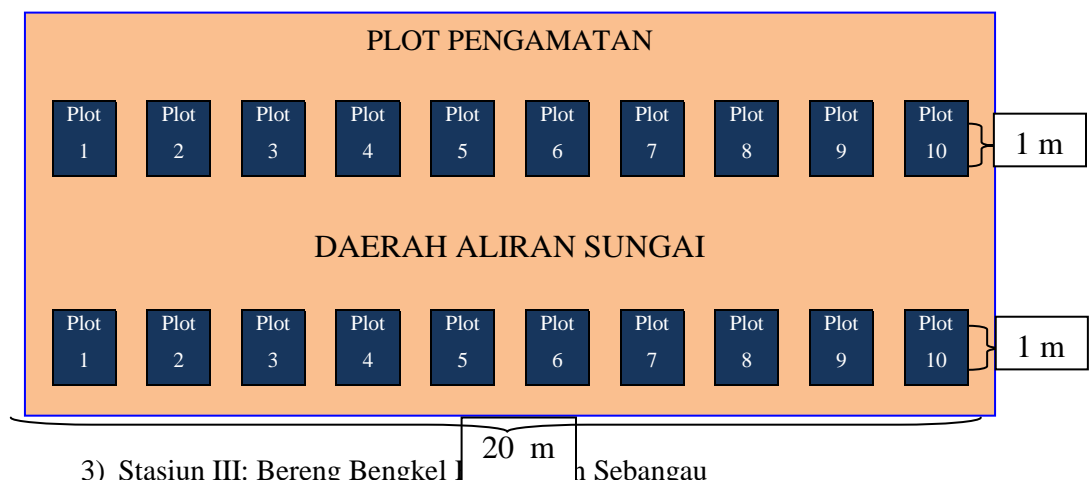 PLOT PENGAMATAN
Plot Plot Plot Plot Plot Plot Plot Plot Plot Plot
1 2 3 4 5 6 7 8 9 10
1 m
DAERAH ALIRAN SUNGAI
Plot Plot Plot Plot Plot Plot Plot Plot Plot Plot
1 2 3 4 5 6 7 8 9 10
1 m
20 m
3) Stasiun III: Bereng Bengkel Sebangau